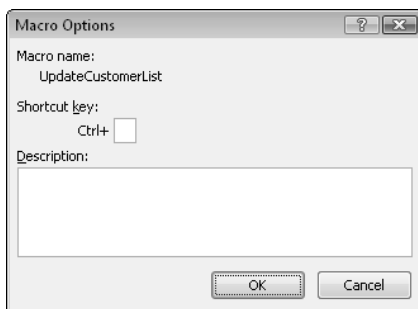 Macro Options
Macro name:
UpdateCustomerList
Shortcut key:
Ctrl+
Description:
OK Cancel